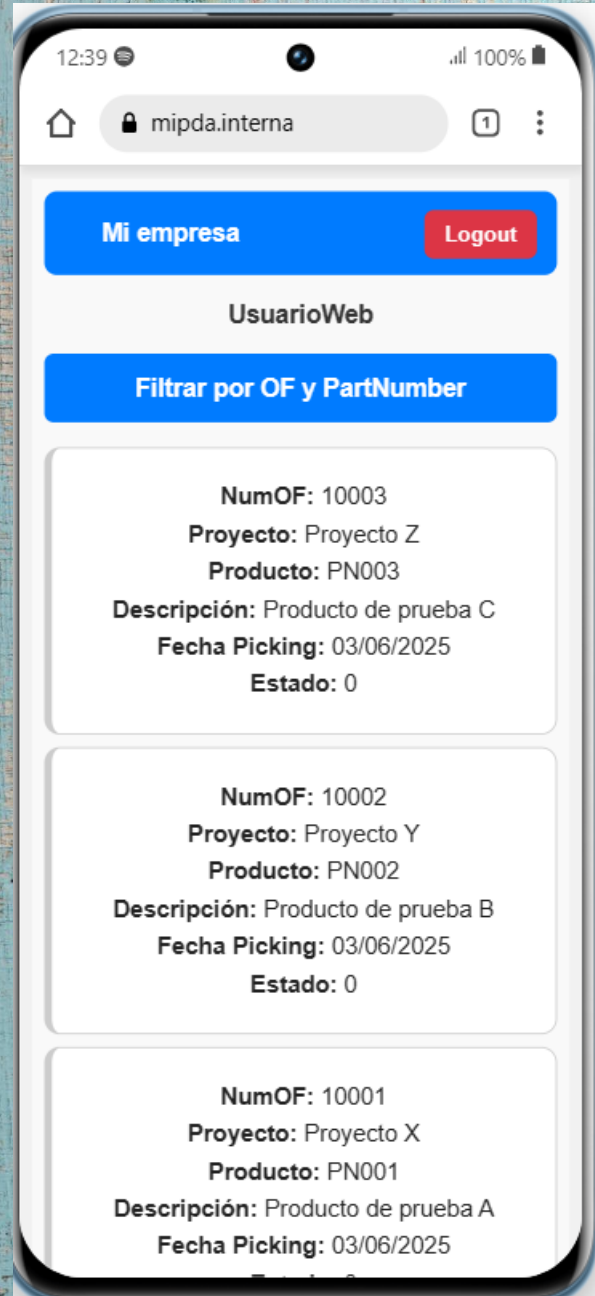 12:39 100%
mipda.interna 1
Mi empresa Logout
UsuarioWeb
Filtrar por OF y PartNumber
NumOF: 10003
Proyecto: Proyecto Z
Producto: PN003
Descripción: Producto de prueba C
Fecha Picking: 03/06/2025
Estado: 0
NumOF: 10002
Proyecto: Proyecto Y
Producto: PN002
Descripción: Producto de prueba B
Fecha Picking: 03/06/2025
Estado: 0
NumOF: 10001
Proyecto: Proyecto X
Producto: PN001
Descripción: Producto de prueba A
Fecha Picking: 03/06/2025